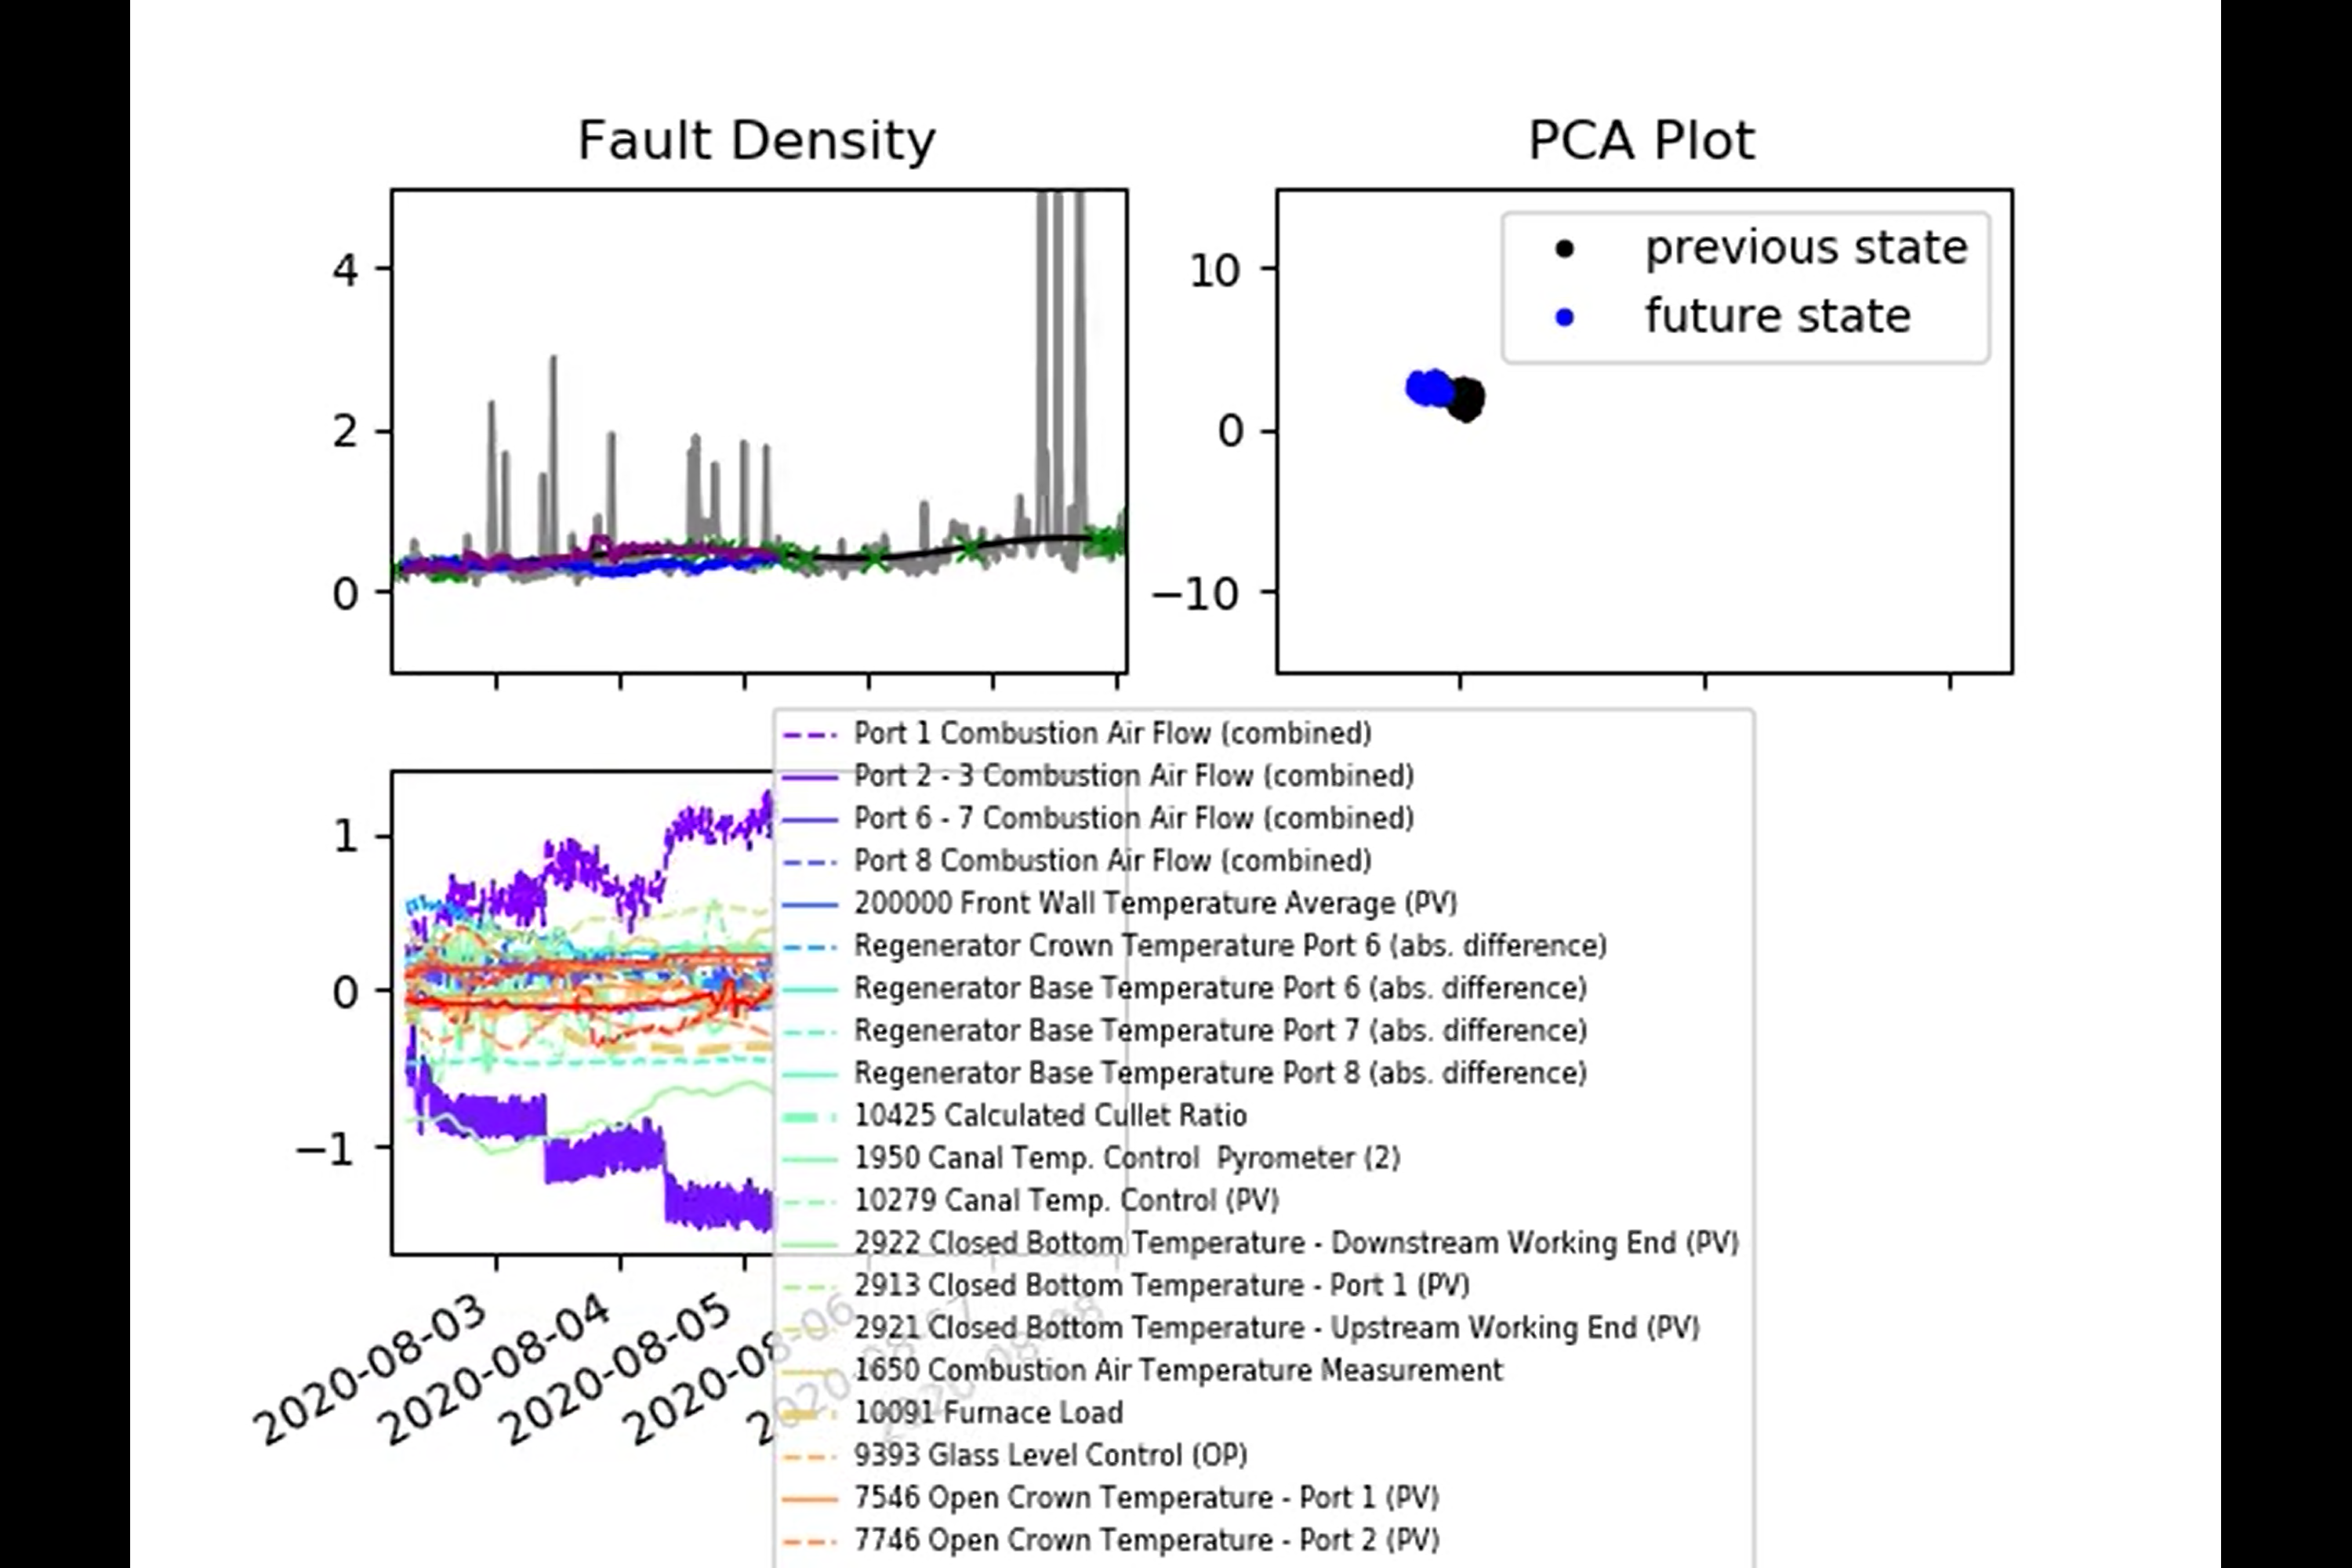 Fault Density
4
2
0
PCA Plot
previous state
future state
10
0
−10
1
0
−1
2020-08-03
2020-08-04
2020-08-05
2020-08-06
Port 1 Combustion Air Flow (combined)
Port 2 - 3 Combustion Air Flow (combined)
Port 6 - 7 Combustion Air Flow (combined)
Port 8 Combustion Air Flow (combined)
200000 Front Wall Temperature Average (PV)
Regenerator Crown Temperature Port 6 (abs. difference)
Regenerator Base Temperature Port 6 (abs. difference)
Regenerator Base Temperature Port 7 (abs. difference)
Regenerator Base Temperature Port 8 (abs. difference)
10425 Calculated Cullet Ratio
1950 Canal Temp. Control  Pyrometer (2)
10279 Canal Temp. Control (PV)
2922 Closed Bottom Temperature - Downstream Working End (PV)
2913 Closed Bottom Temperature - Port 1 (PV)
2921 Closed Bottom Temperature - Upstream Working End (PV)
1650 Combustion Air Temperature Measurement
10091 Furnace Load
9393 Glass Level Control (OP)
7546 Open Crown Temperature - Port 1 (PV)
7746 Open Crown Temperature - Port 2 (PV)